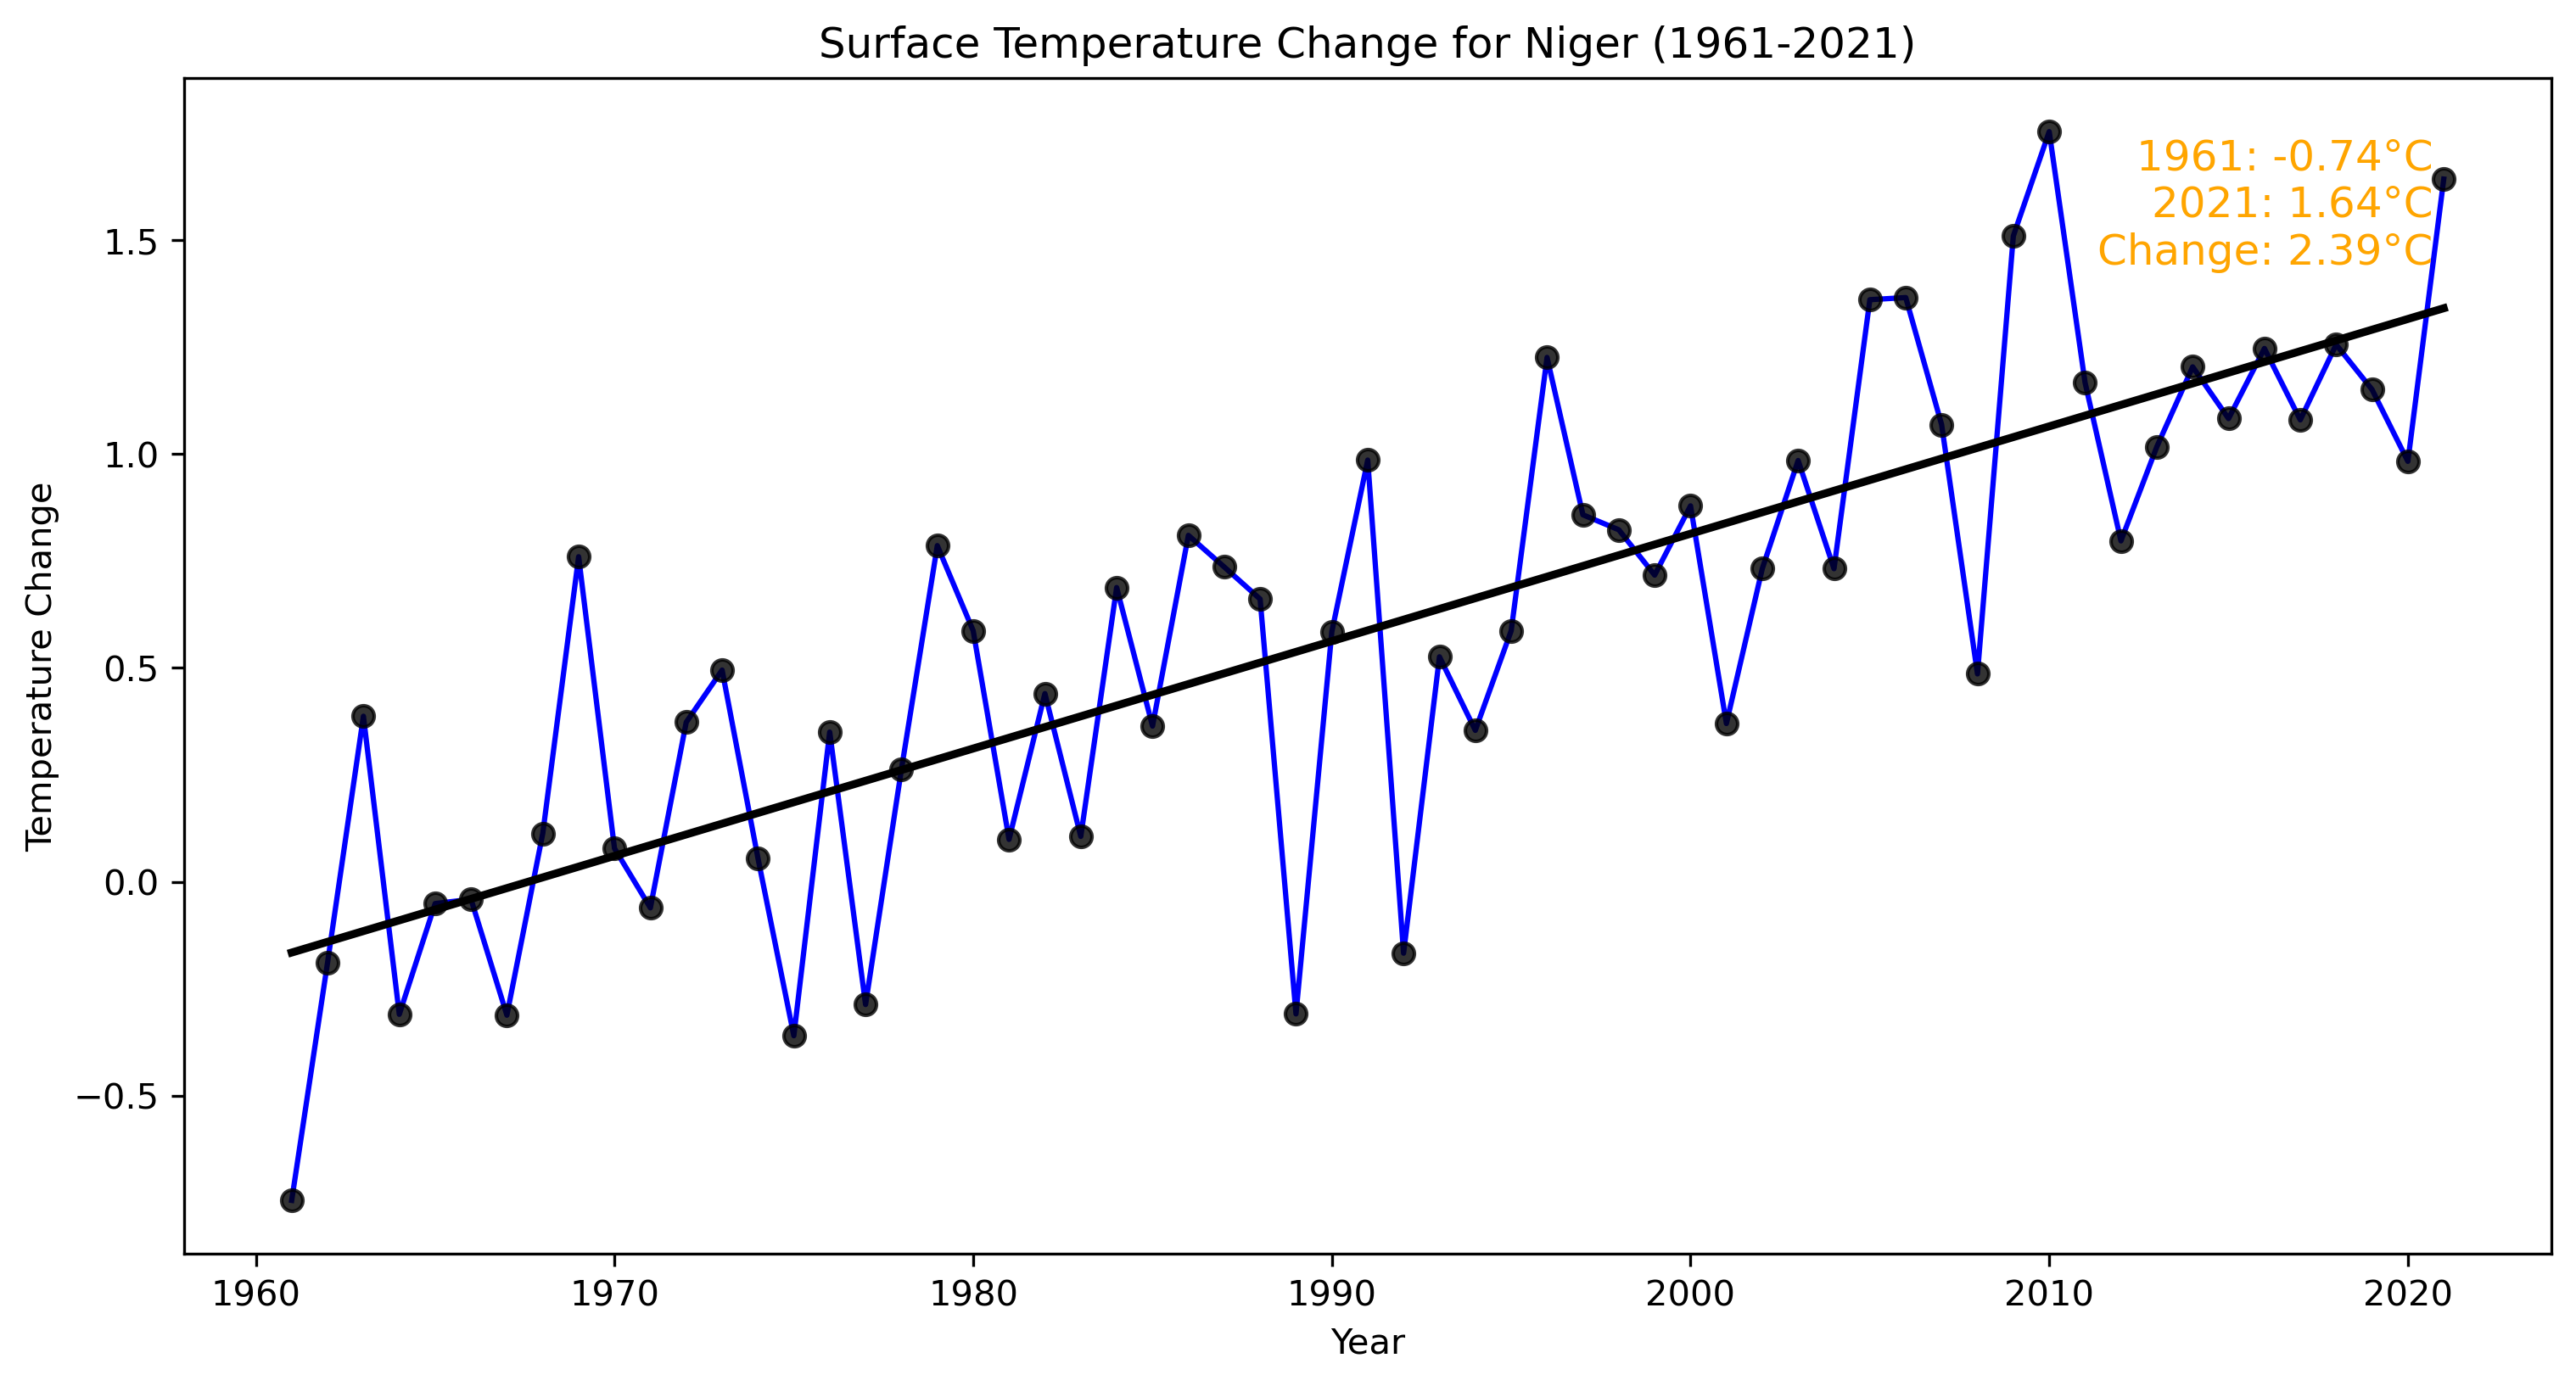 Surface Temperature Change for Niger (1961-2021)
1961: -0.74°C
2021: 1.64°C
Change: 2.39°C
Temperature Change
1.5
1.0
0.5
0.0
−0.5
1960 1970 1980 1990 2000 2010 2020
Year